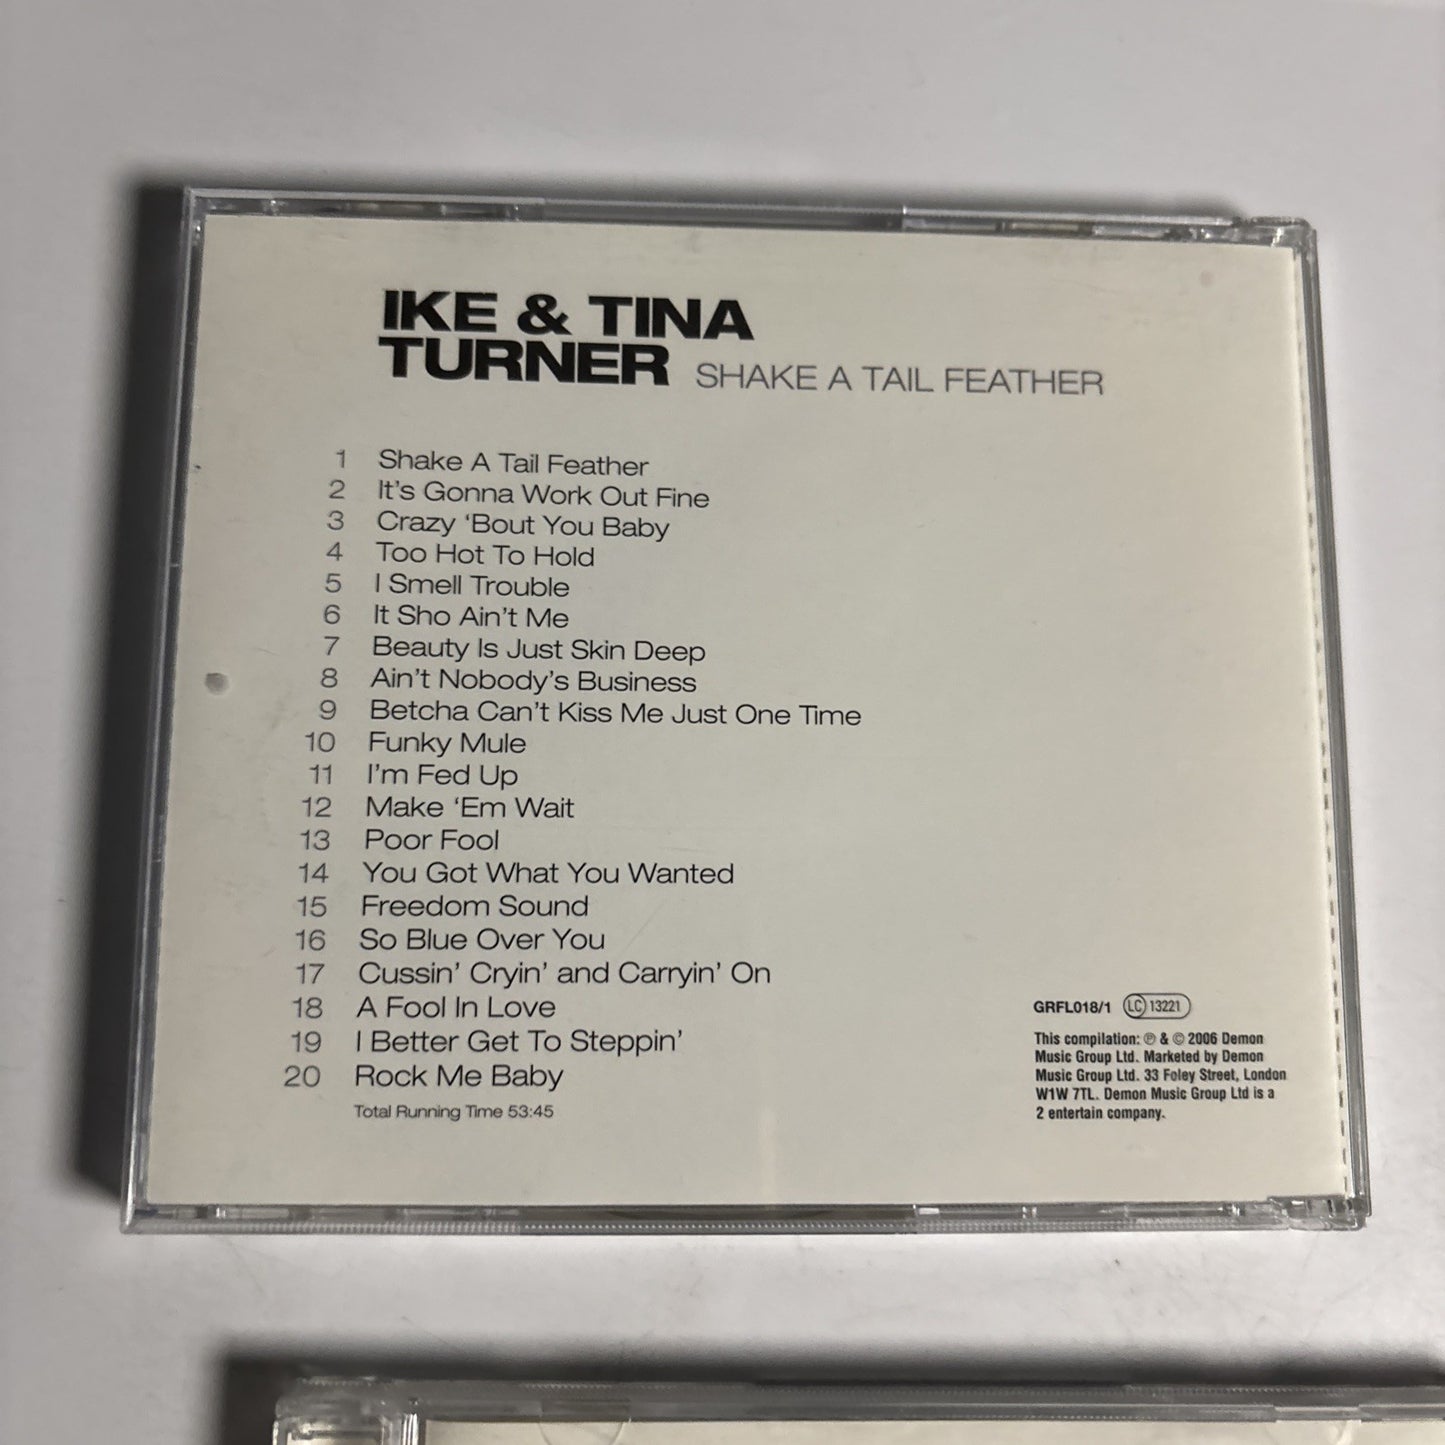 IKE & TINA
TURNER SHAKE A TAIL FEATHER
1 Shake A Tail Feather
2 It's Gonna Work Out Fine
3 Crazy ‘Bout You Baby
4 Too Hot To Hold
5 I Smell Trouble
6 It Sho Ain't Me
7 Beauty Is Just Skin Deep
8 Ain't Nobody's Business
9 Betcha Can't Kiss Me Just One Time
10 Funky Mule
11 I'm Fed Up
12 Make ‘Em Wait
13 Poor Fool
14 You Got What You Wanted
15 Freedom Sound
16 So Blue Over You
17 Cussin' Cryin' and Carryin' On
18 A Fool In Love
19 I Better Get To Steppin'
20 Rock Me Baby
Total Running Time 53:45
GRFL018/1 LC 13221
This compilation: ℗ & © 2006 Demon
Music Group Ltd. Marketed by Demon
Music Group Ltd. 33 Foley Street, London
W1W 7TL. Demon Music Group Ltd is a
2 entertain company.